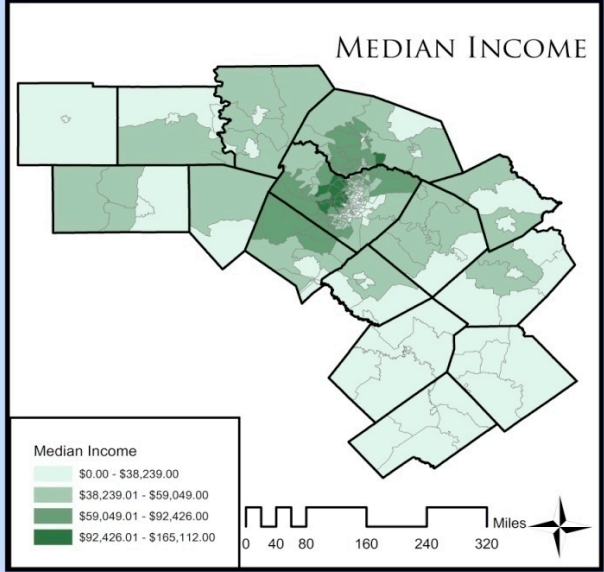 MEDIAN INCOME
Median Income
$0.00 - $38,239.00
$38,239.01 - $59,049.00
$59,049.01 - $92,426.00
$92,426.01 - $165,112.00
Miles
0 40 80 160 240 320